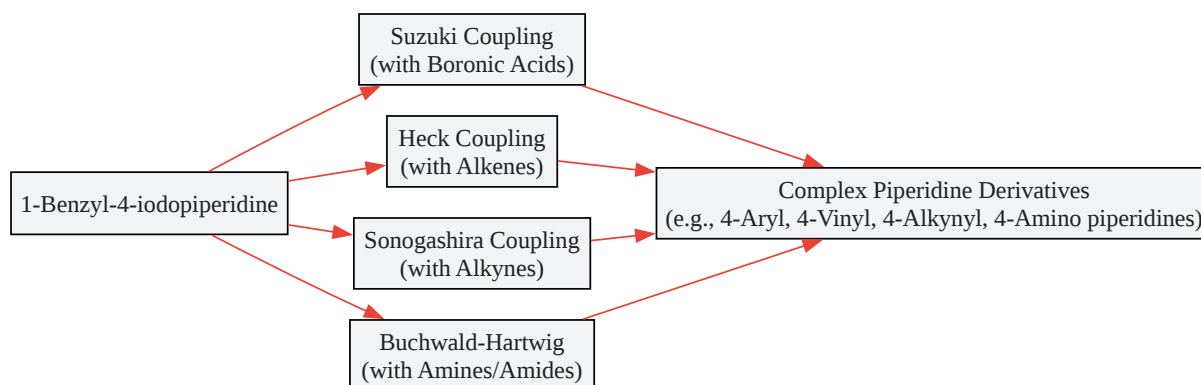 Suzuki Coupling
(with Boronic Acids)
Heck Coupling
(with Alkenes)
1-Benzyl-4-iodopiperidine
Complex Piperidine Derivatives
(e.g., 4-Aryl, 4-Vinyl, 4-Alkynyl, 4-Amino piperidines)
Sonogashira Coupling
(with Alkynes)
Buchwald-Hartwig
(with Amines/Amides)